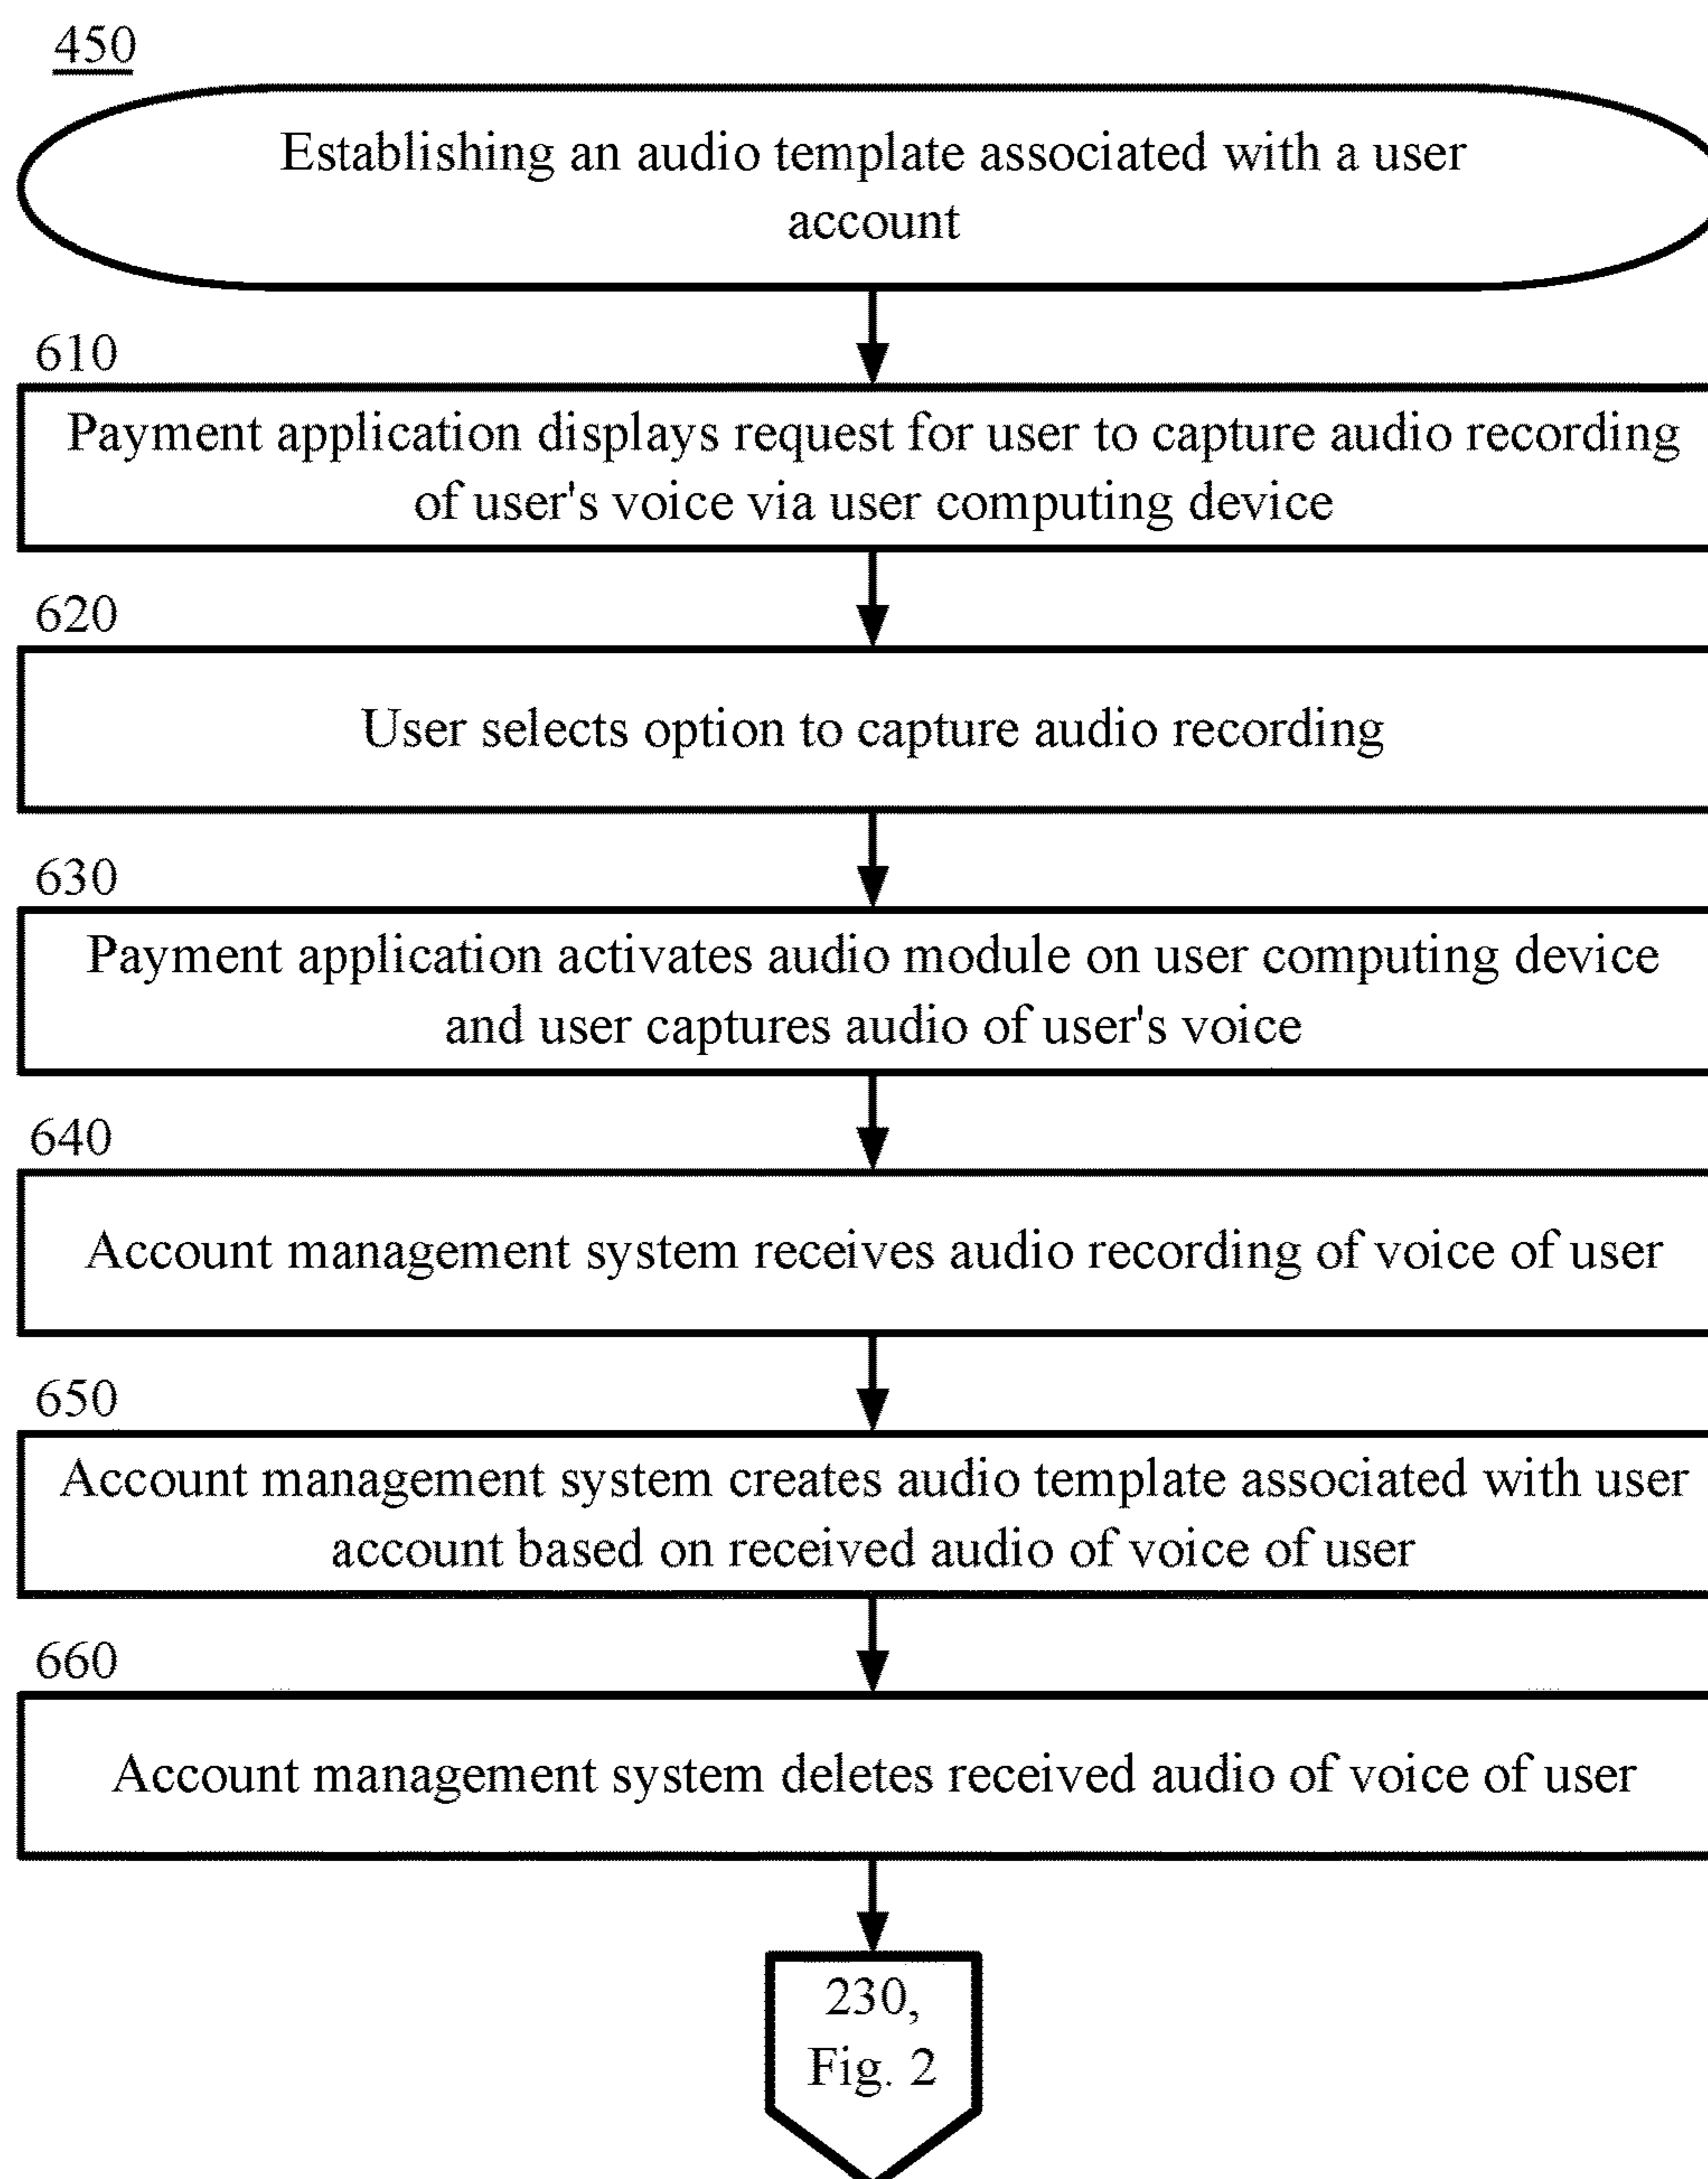 450
Establishing an audio template associated with a user
account
610
Payment application displays request for user to capture audio recording
of user's voice via user computing device
620
User selects option to capture audio recording
630
Payment application activates audio module on user computing device
and user captures audio of user's voice
640
Account management system receives audio recording of voice of user
650
Account management system creates audio template associated with user
account based on received audio of voice of user
660
Account management system deletes received audio of voice of user
230,
Fig. 2